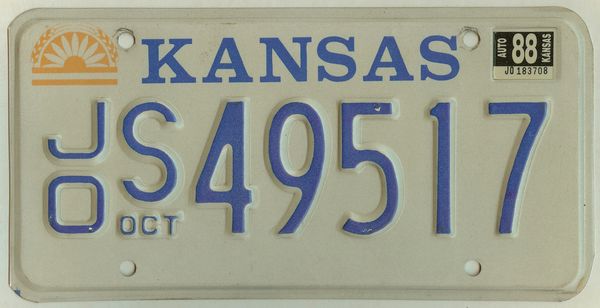 KANSAS
AUTO 88 KANSAS
JO 183708
JO S49517
OCT